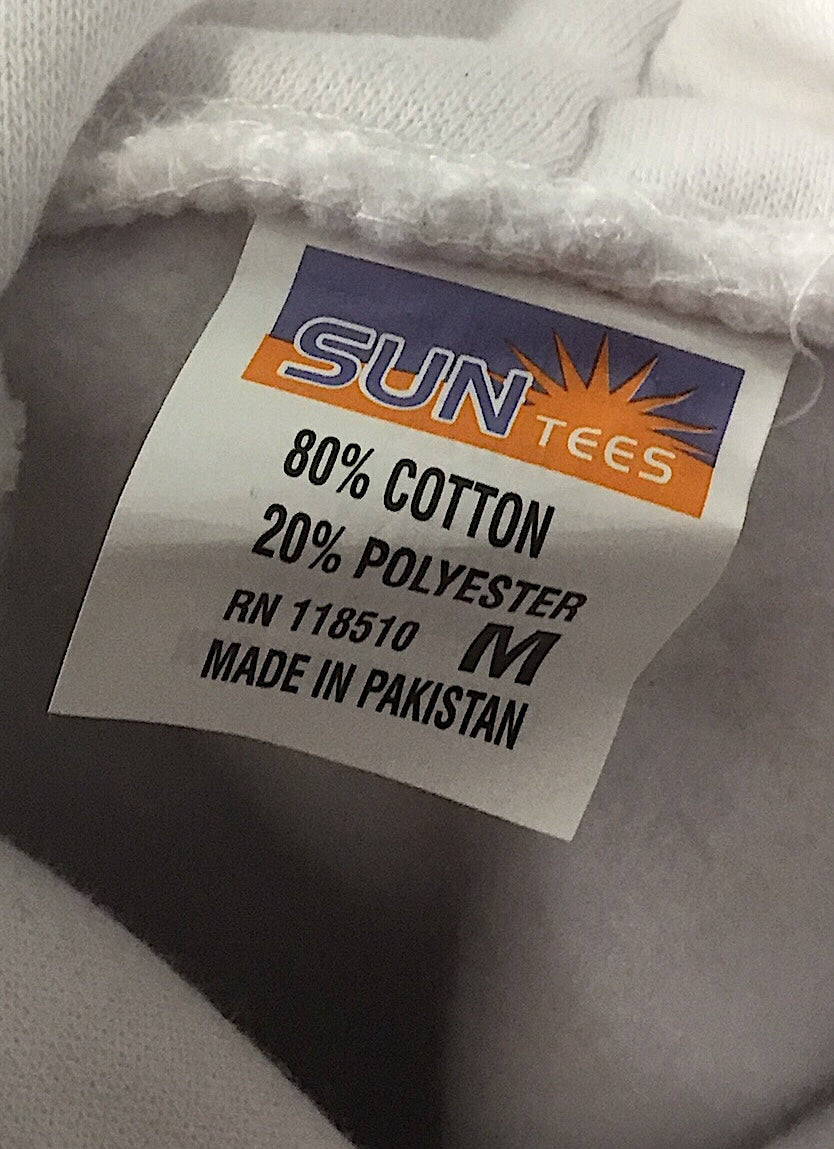 SUN TEES
80% COTTON
20% POLYESTER
RN 118510 M
MADE IN PAKISTAN